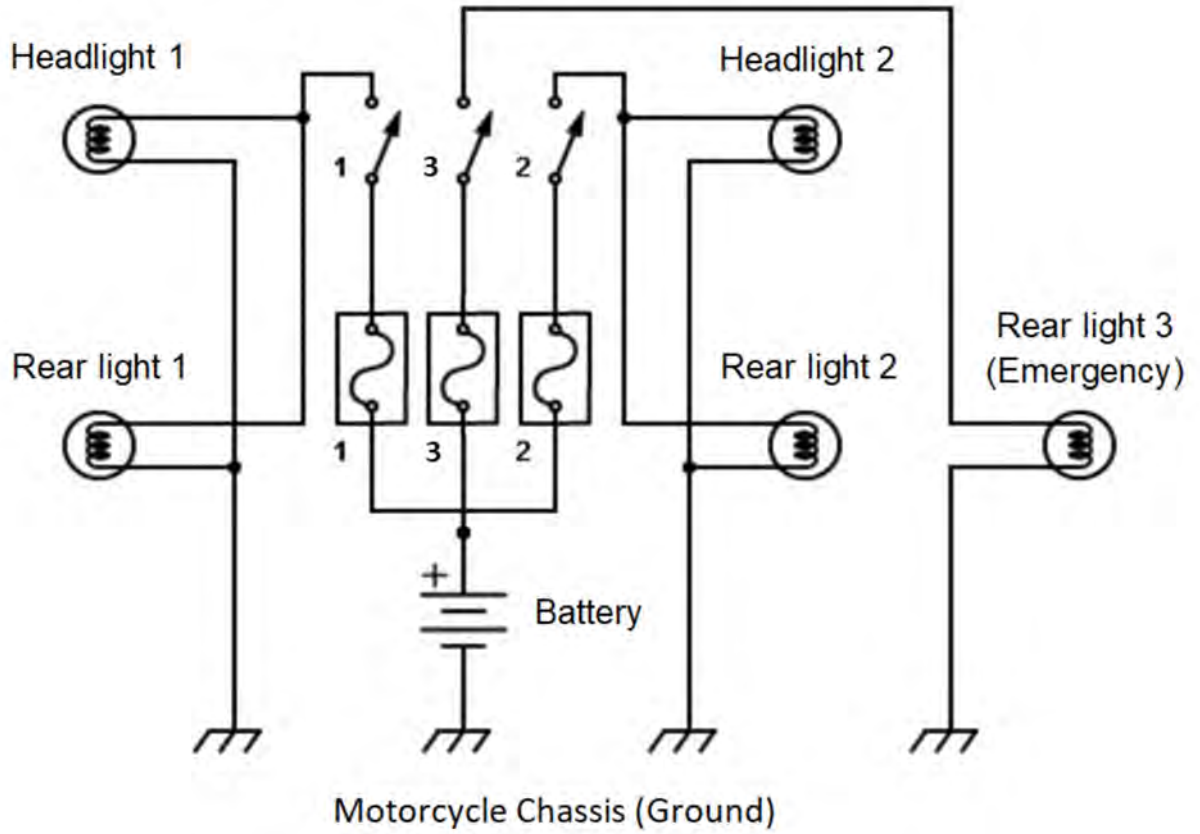 Headlight 1
Headlight 2
1
3
2
Rear light 1
Rear light 2
Rear light 3
(Emergency)
1
3
2
+
Battery
Motorcycle Chassis (Ground)